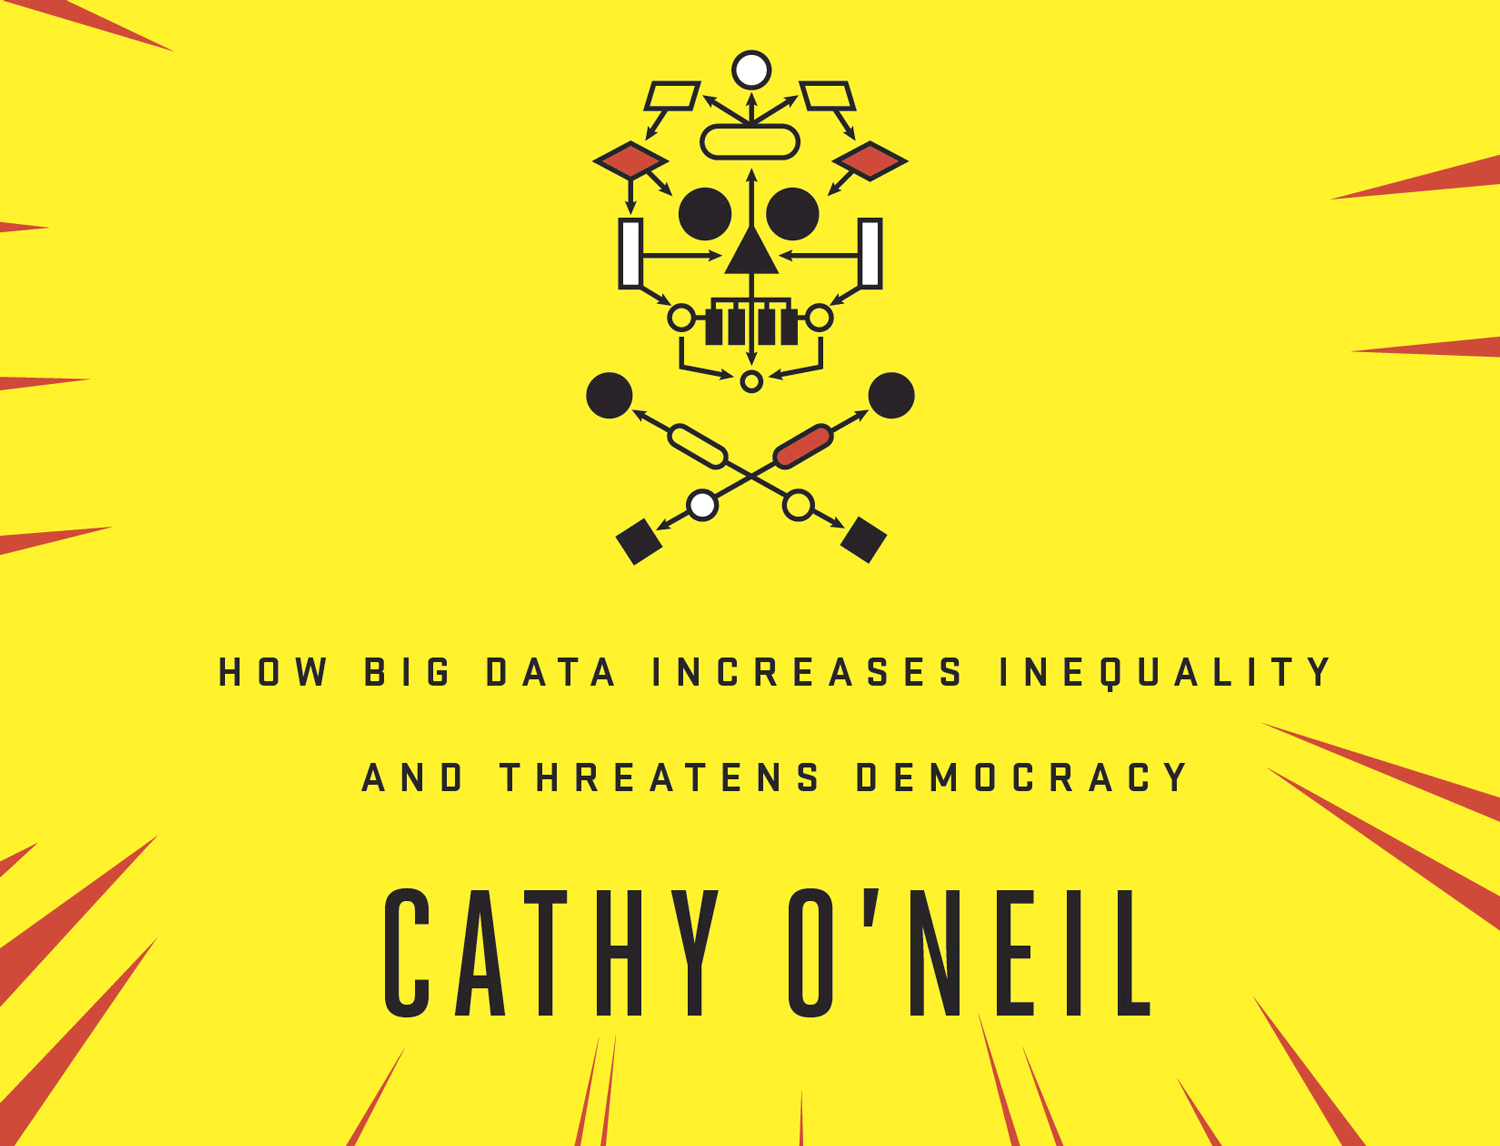 HOW BIG DATA INCREASES INEQUALITY
AND THREATENS DEMOCRACY
CATHY O'NEIL